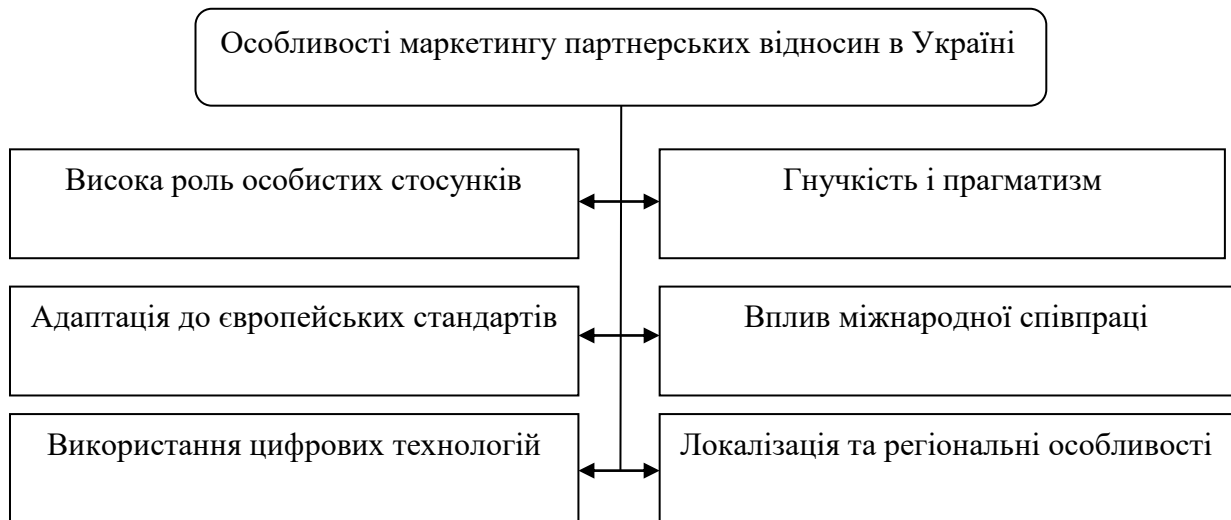 Особливості маркетингу партнерських відносин в Україні
Висока роль особистих стосунків
Гнучкість і прагматизм
Адаптація до європейських стандартів
Вплив міжнародної співпраці
Використання цифрових технологій
Локалізація та регіональні особливості